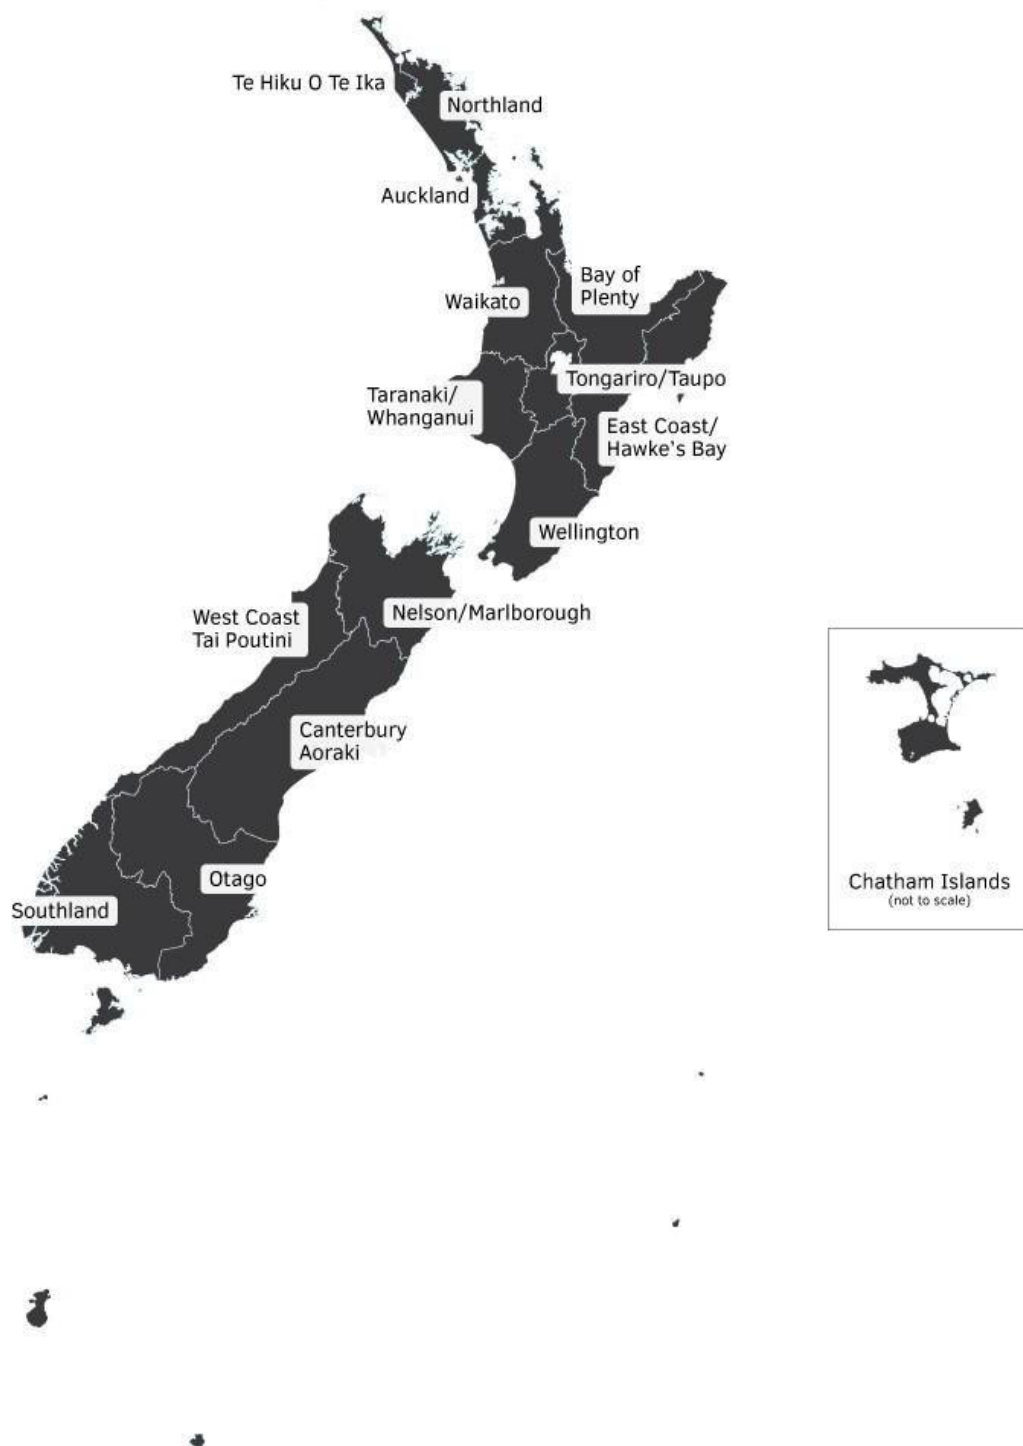 Te Hiku O Te Ika
Northland
Auckland
Bay of
Plenty
Waikato
Tongariro/Taupo
Taranaki/
Whanganui
East Coast/
Hawke's Bay
Wellington
Nelson/Marlborough
West Coast
Tai Poutini
Canterbury
Aoraki
Otago
Southland
Chatham Islands
(not to scale)